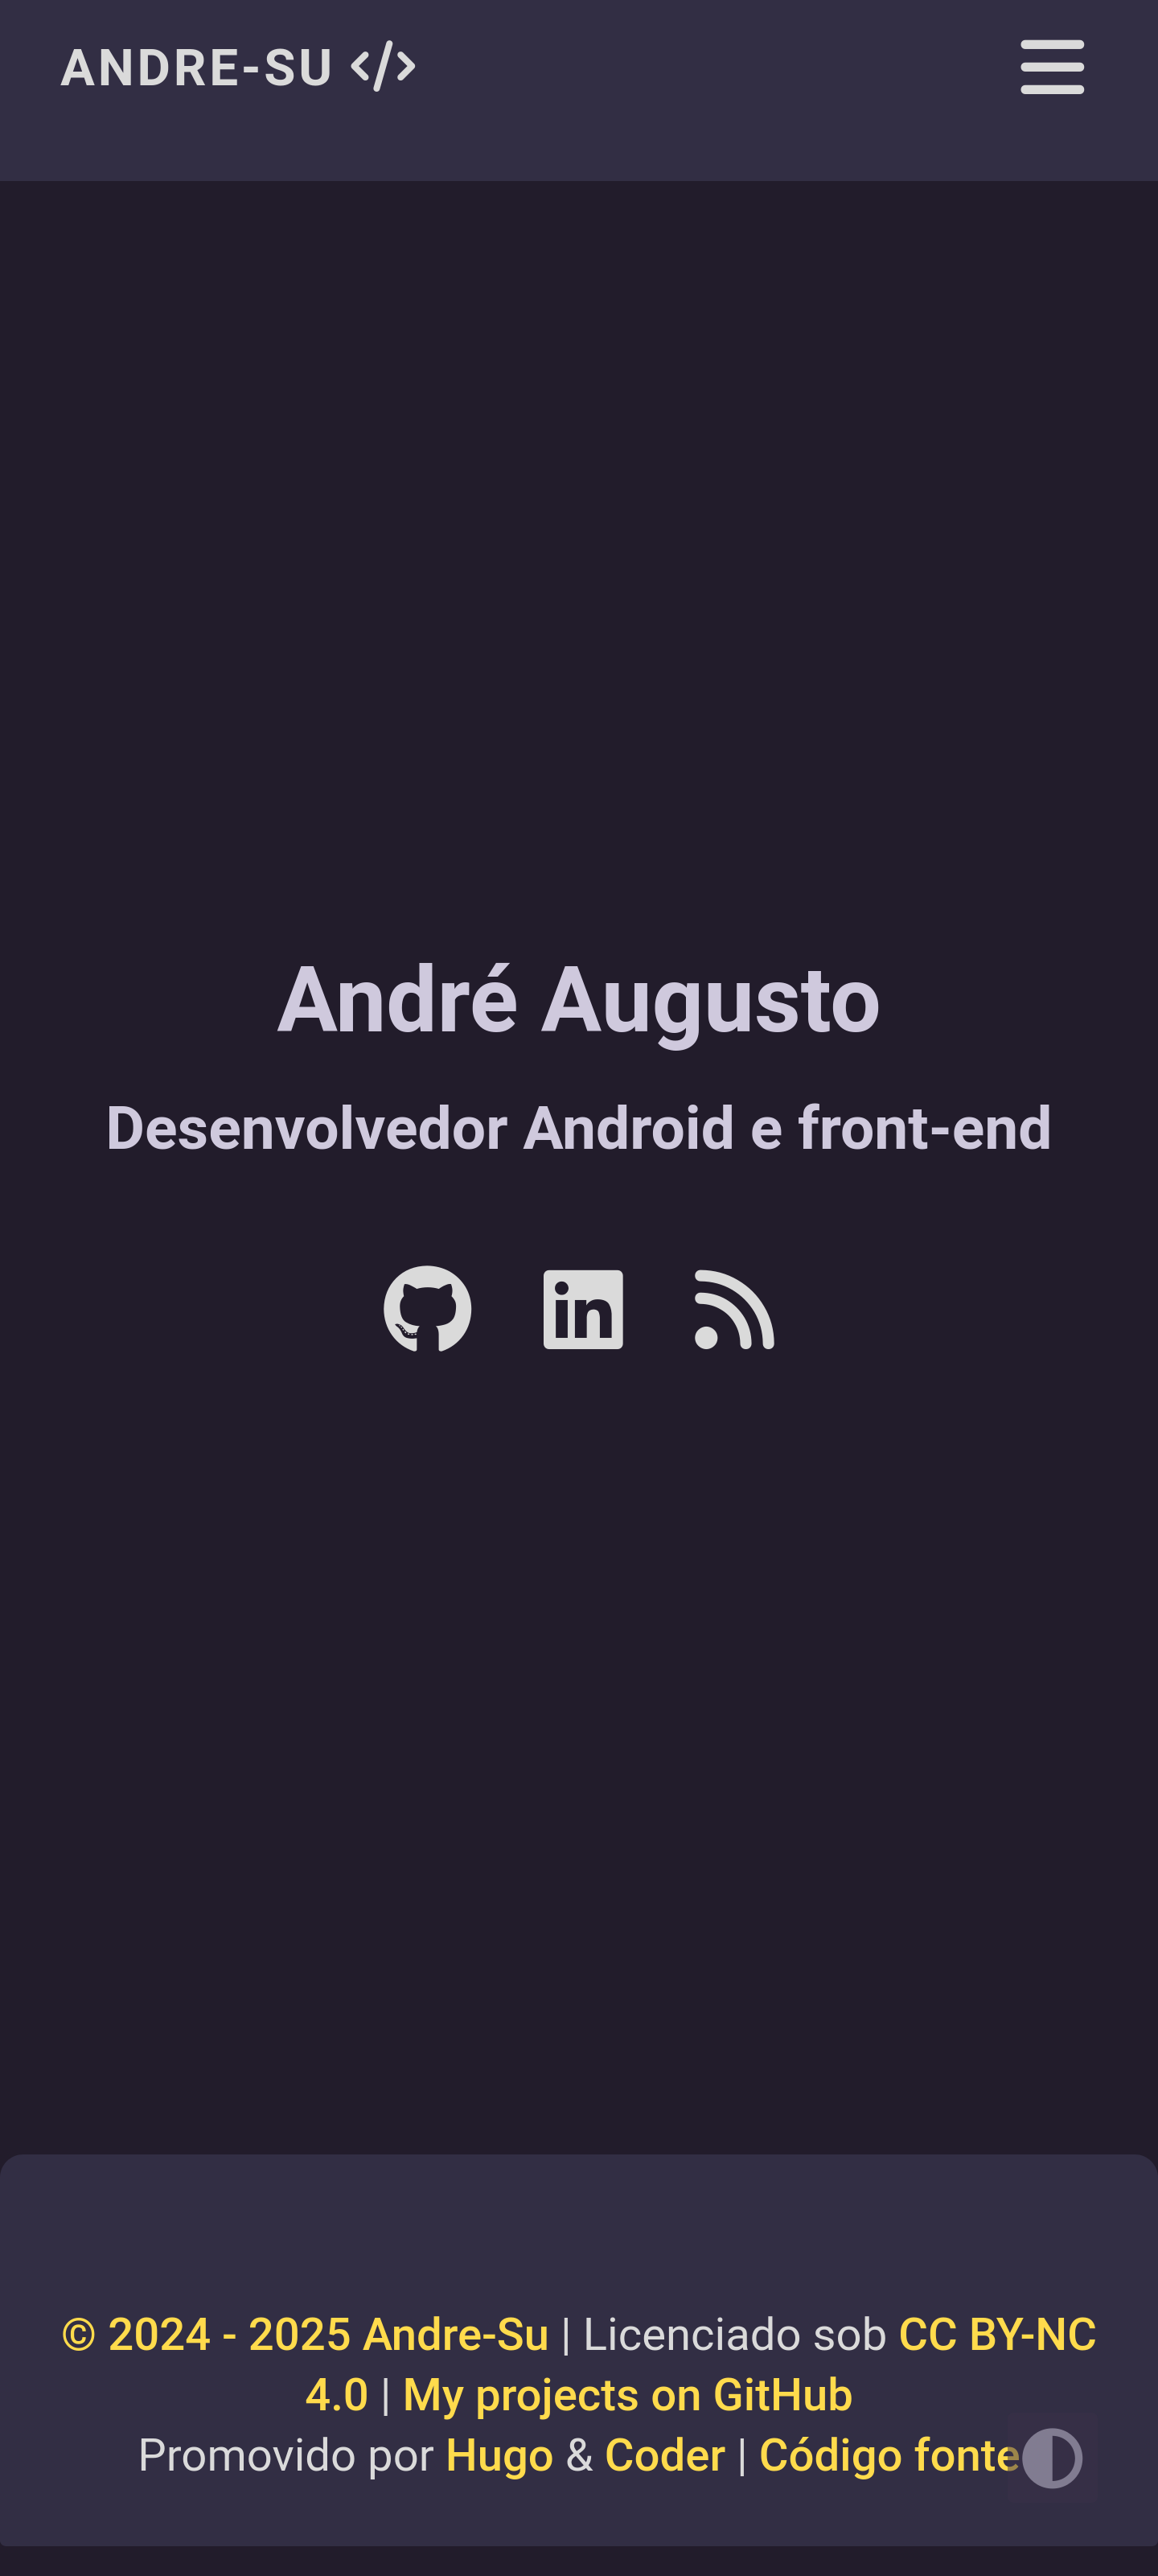 ANDRE-SU </>
André Augusto
Desenvolvedor Android e front-end
© 2024 - 2025 Andre-Su | Licenciado sob CC BY-NC
4.0 | My projects on GitHub
Promovido por Hugo & Coder | Código fonte